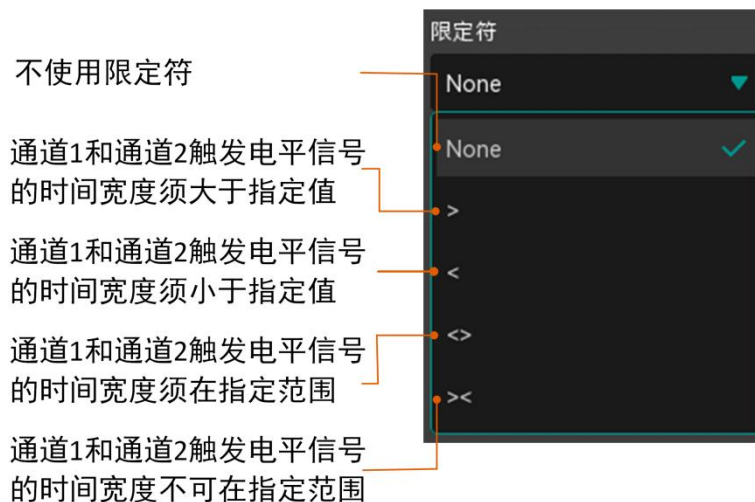 限定符
不使用限定符
None
None
通道1和通道2触发电平信号
的时间宽度须大于指定值
>
通道1和通道2触发电平信号
的时间宽度须小于指定值
<
通道1和通道2触发电平信号
的时间宽度须在指定范围
<>
通道1和通道2触发电平信号
的时间宽度不可在指定范围
><